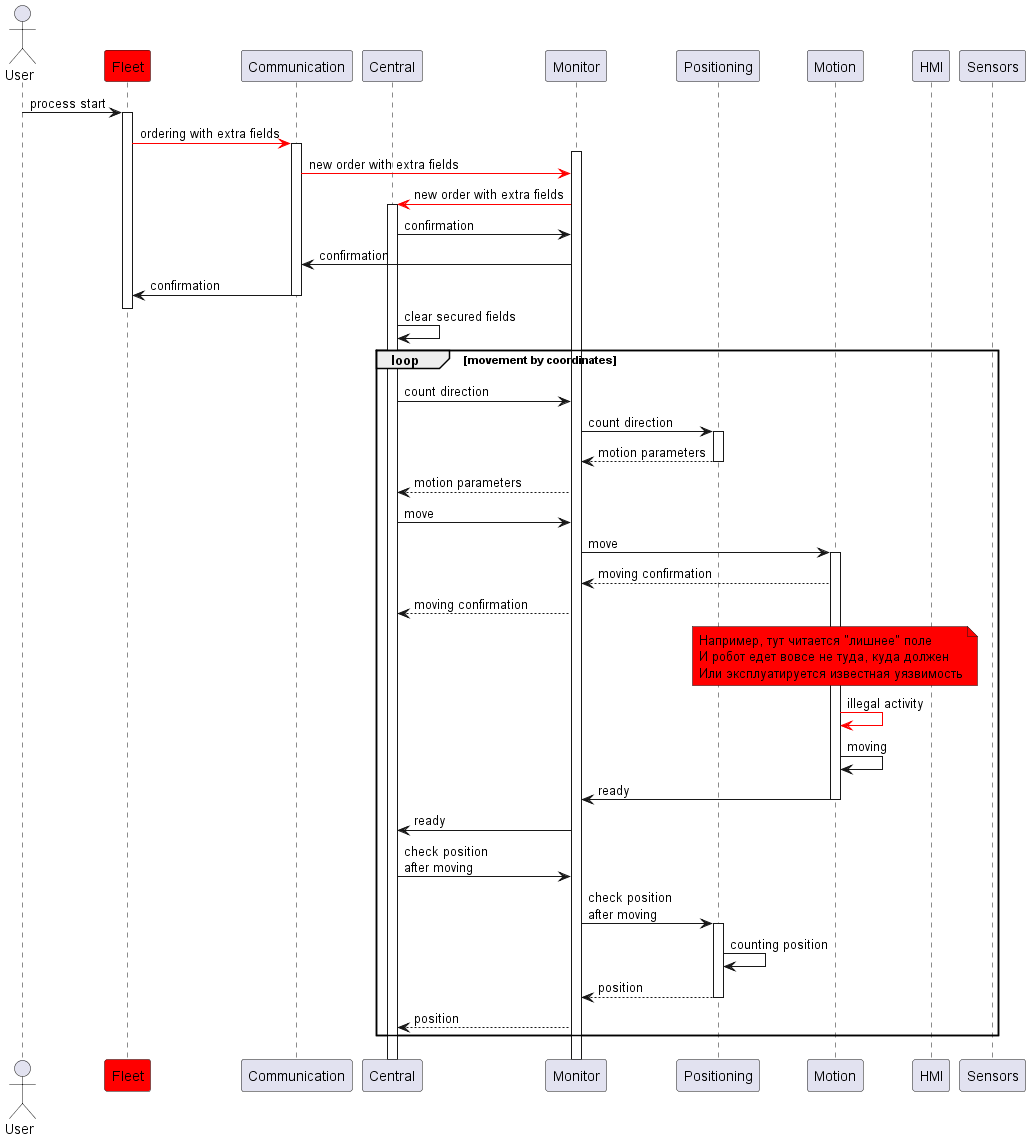 User
Fleet
Communication
Central
Monitor
Positioning
Motion
HMI
Sensors
process start
ordering with extra fields
new order with extra fields
new order with extra fields
confirmation
confirmation
confirmation
clear secured fields
loop
[movement by coordinates]
count direction
count direction
motion parameters
motion parameters
move
move
moving confirmation
moving confirmation
Например, тут читается "лишнее" поле
И робот едет вовсе не туда, куда должен
Или эксплуатируется известная уязвимость
illegal activity
moving
ready
ready
check position
after moving
check position
after moving
counting position
position
position
User
Fleet
Communication
Central
Monitor
Positioning
Motion
HMI
Sensors